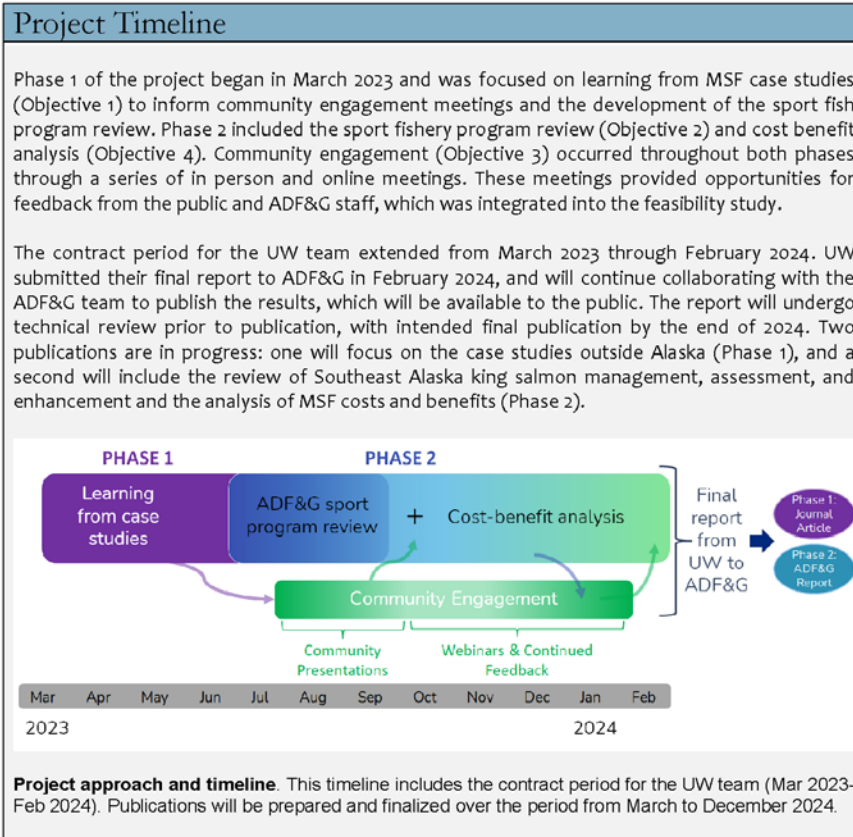 Project Timeline
Phase 1 of the project began in March 2023 and was focused on learning from MSF case studies
(Objective 1) to inform community engagement meetings and the development of the sport fish
program review. Phase 2 included the sport fishery program review (Objective 2) and cost benefit
analysis (Objective 4). Community engagement (Objective 3) occurred throughout both phases
through a series of in person and online meetings. These meetings provided opportunities for
feedback from the public and ADF&G staff, which was integrated into the feasibility study.
The contract period for the UW team extended from March 2023 through February 2024. UW
submitted their final report to ADF&G in February 2024, and will continue collaborating with the
ADF&G team to publish the results, which will be available to the public. The report will undergo
technical review prior to publication, with intended final publication by the end of 2024. Two
publications are in progress: one will focus on the case studies outside Alaska (Phase 1), and a
second will include the review of Southeast Alaska king salmon management, assessment, and
enhancement and the analysis of MSF costs and benefits (Phase 2).
PHASE 1
PHASE 2
Learning
from case
studies
ADF&G sport
program review
+
Cost-benefit analysis
Final
report
from
UW to
ADF&G
Phase 1:
Journal
Article
Phase 2:
ADF&G
Report
Community Engagement
Community
Presentations
Webinars & Continued
Feedback
Mar Apr May Jun Jul Aug Sep Oct Nov Dec Jan Feb
2023 2024
Project approach and timeline. This timeline includes the contract period for the UW team (Mar 2023-
Feb 2024). Publications will be prepared and finalized over the period from March to December 2024.